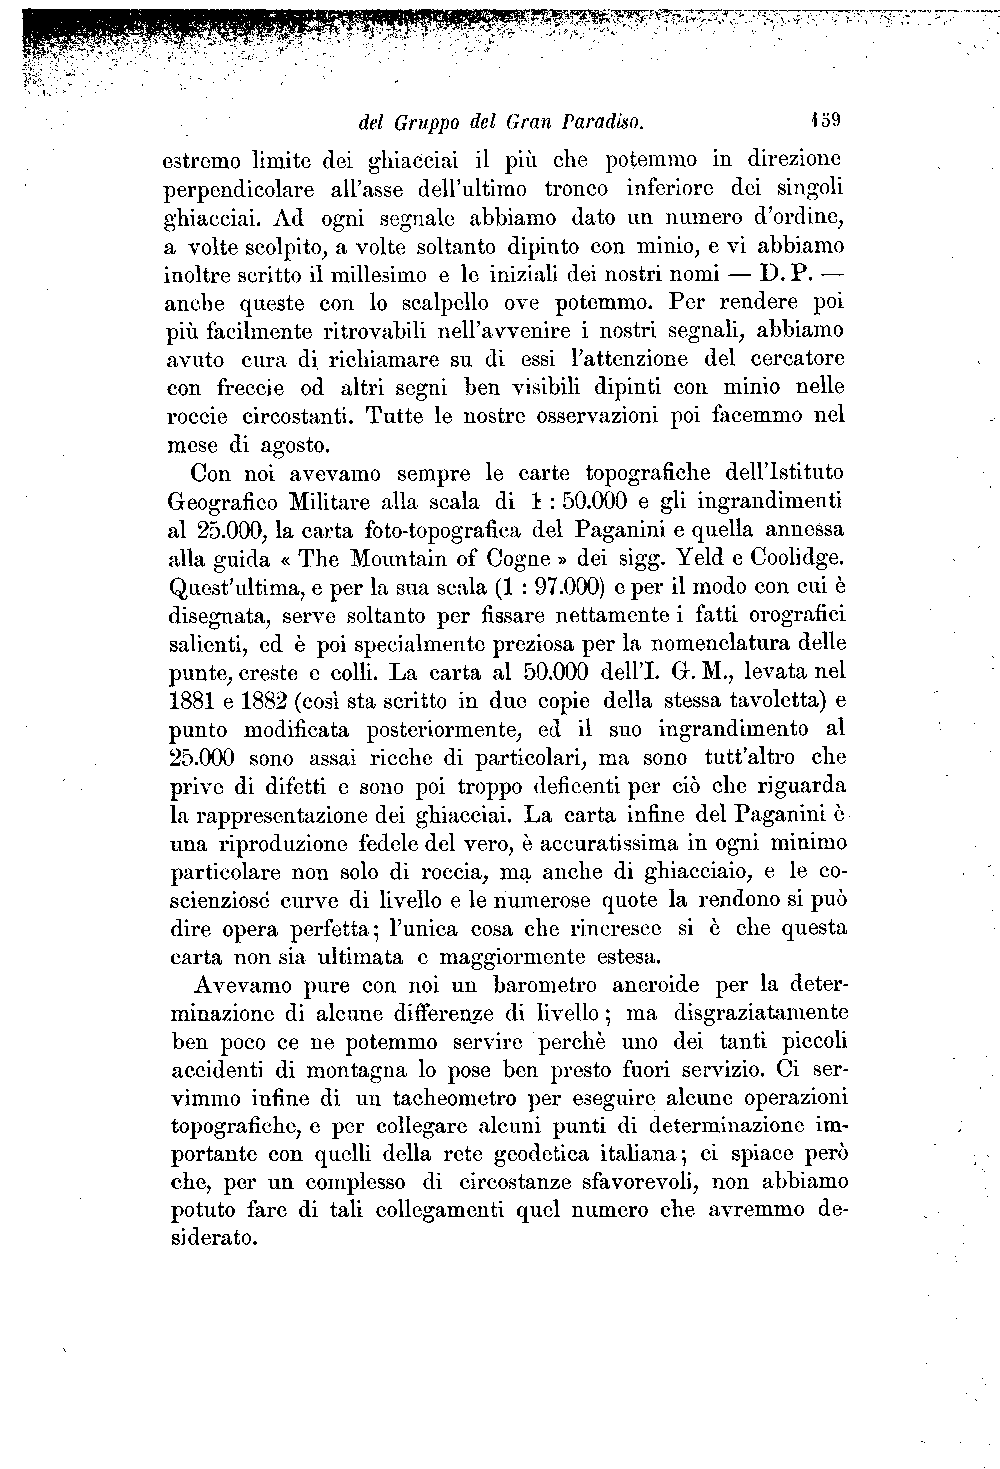 del Gruppo del Gran Paradiso. 159
estremo limite dei ghiacciai il più che potemmo in direzione
perpendicolare all'asse dell'ultimo tronco inferiore dei singoli
ghiacciai. Ad ogni segnale abbiamo dato un numero d'ordine,
a volte scolpito, a volte soltanto dipinto con minio, e vi abbiamo
inoltre scritto il millesimo e le iniziali dei nostri nomi — D. P. —
anche queste con lo scalpello ove potemmo. Per rendere poi
più facilmente ritrovabili nell'avvenire i nostri segnali, abbiamo
avuto cura di richiamare su di essi l'attenzione del cercatore
con freccie od altri segni ben visibili dipinti con minio nelle
roccie circostanti. Tutte le nostre osservazioni poi facemmo nel
mese di agosto.
Con noi avevamo sempre le carte topografiche dell'Istituto
Geografico Militare alla scala di 1 : 50.000 e gli ingrandimenti
al 25.000, la carta foto-topografica del Paganini e quella annessa
alla guida « The Mountain of Cogne » dei sigg. Yeld e Coolidge.
Quest'ultima, e per la sua scala (1 : 97.000) e per il modo con cui è
disegnata, serve soltanto per fissare nettamente i fatti orografici
salienti, ed è poi specialmente preziosa per la nomenclatura delle
punte, creste e colli. La carta al 50.000 dell'I. G. M., levata nel
1881 e 1882 (così sta scritto in due copie della stessa tavoletta) e
punto modificata posteriormente, ed il suo ingrandimento al
25.000 sono assai ricche di particolari, ma sono tutt'altro che
prive di difetti e sono poi troppo deficenti per ciò che riguarda
la rappresentazione dei ghiacciai. La carta infine del Paganini è
una riproduzione fedele del vero, è accuratissima in ogni minimo
particolare non solo di roccia, ma anche di ghiacciaio, e le co-
scienziose curve di livello e le numerose quote la rendono si può
dire opera perfetta; l'unica cosa che rincresce si è che questa
carta non sia ultimata e maggiormente estesa.
Avevamo pure con noi un barometro aneroide per la deter-
minazione di alcune differenze di livello ; ma disgraziatamente
ben poco ce ne potemmo servire perchè uno dei tanti piccoli
accidenti di montagna lo pose ben presto fuori servizio. Ci ser-
vimmo infine di un tacheometro per eseguire alcune operazioni
topografiche, e per collegare alcuni punti di determinazione im-
portante con quelli della rete geodetica italiana; ci spiace però
che, per un complesso di circostanze sfavorevoli, non abbiamo
potuto fare di tali collegamenti quel numero che avremmo de-
siderato.